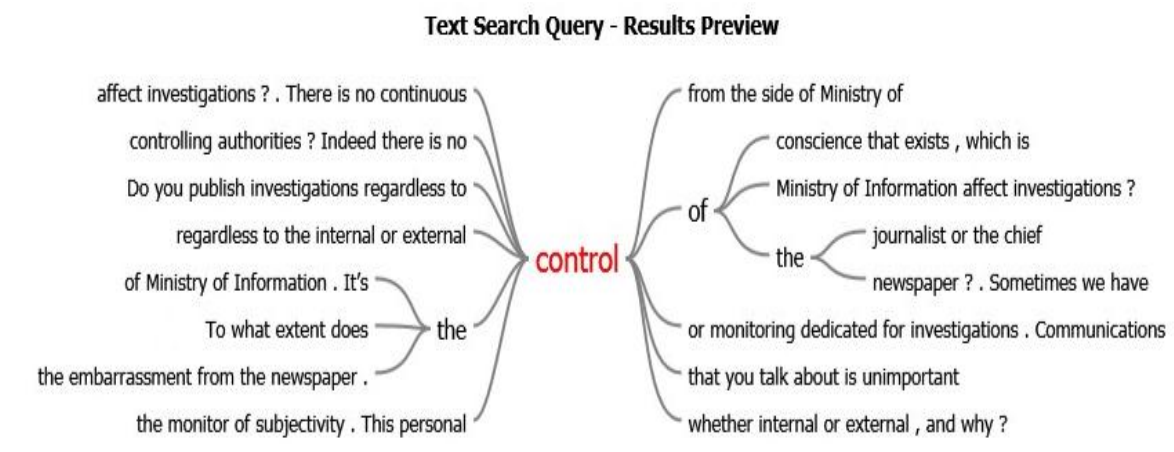 Text Search Query - Results Preview
affect investigations ? . There is no continuous
controlling authorities ? Indeed there is no
Do you publish investigations regardless to
regardless to the internal or external
of Ministry of Information . It's
To what extent does
the embarrassment from the newspaper .
the
the monitor of subjectivity . This personal
control
from the side of Ministry of
of
conscience that exists , which is
Ministry of Information affect investigations ?
the
journalist or the chief
newspaper ? . Sometimes we have
or monitoring dedicated for investigations . Communications
that you talk about is unimportant
whether internal or external , and why ?